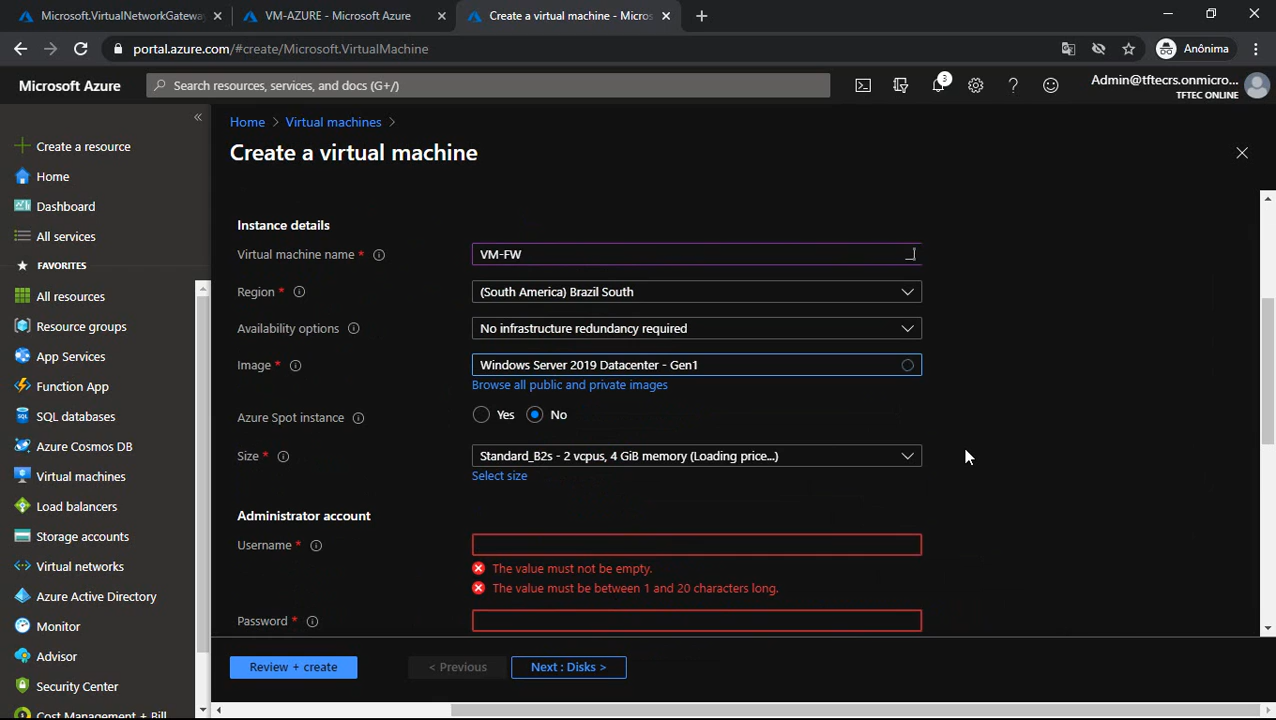 Microsoft.VirtualNetworkGateway
VM-AZURE - Microsoft Azure
Create a virtual machine - Micros
portal.azure.com/#create/Microsoft.VirtualMachine
Anônima
Microsoft Azure
Search resources, services, and docs (G+/)
3
Admin@tftecrs.onmicro...
TFTEC ONLINE
Create a resource
Home
Dashboard
All services
FAVORITES
All resources
Resource groups
App Services
Function App
SQL databases
Azure Cosmos DB
Virtual machines
Load balancers
Storage accounts
Virtual networks
Azure Active Directory
Monitor
Advisor
Security Center
Cost Management + Bill
Home > Virtual machines >
Create a virtual machine
Instance details
Virtual machine name *
VM-FW
Region *
(South America) Brazil South
Availability options
No infrastructure redundancy required
Image *
Windows Server 2019 Datacenter - Gen1
Browse all public and private images
Azure Spot instance
Yes
No
Size *
Standard_B2s - 2 vcpus, 4 GiB memory (Loading price...)
Select size
Administrator account
Username *
The value must not be empty.
The value must be between 1 and 20 characters long.
Password *
Review + create
< Previous
Next : Disks >